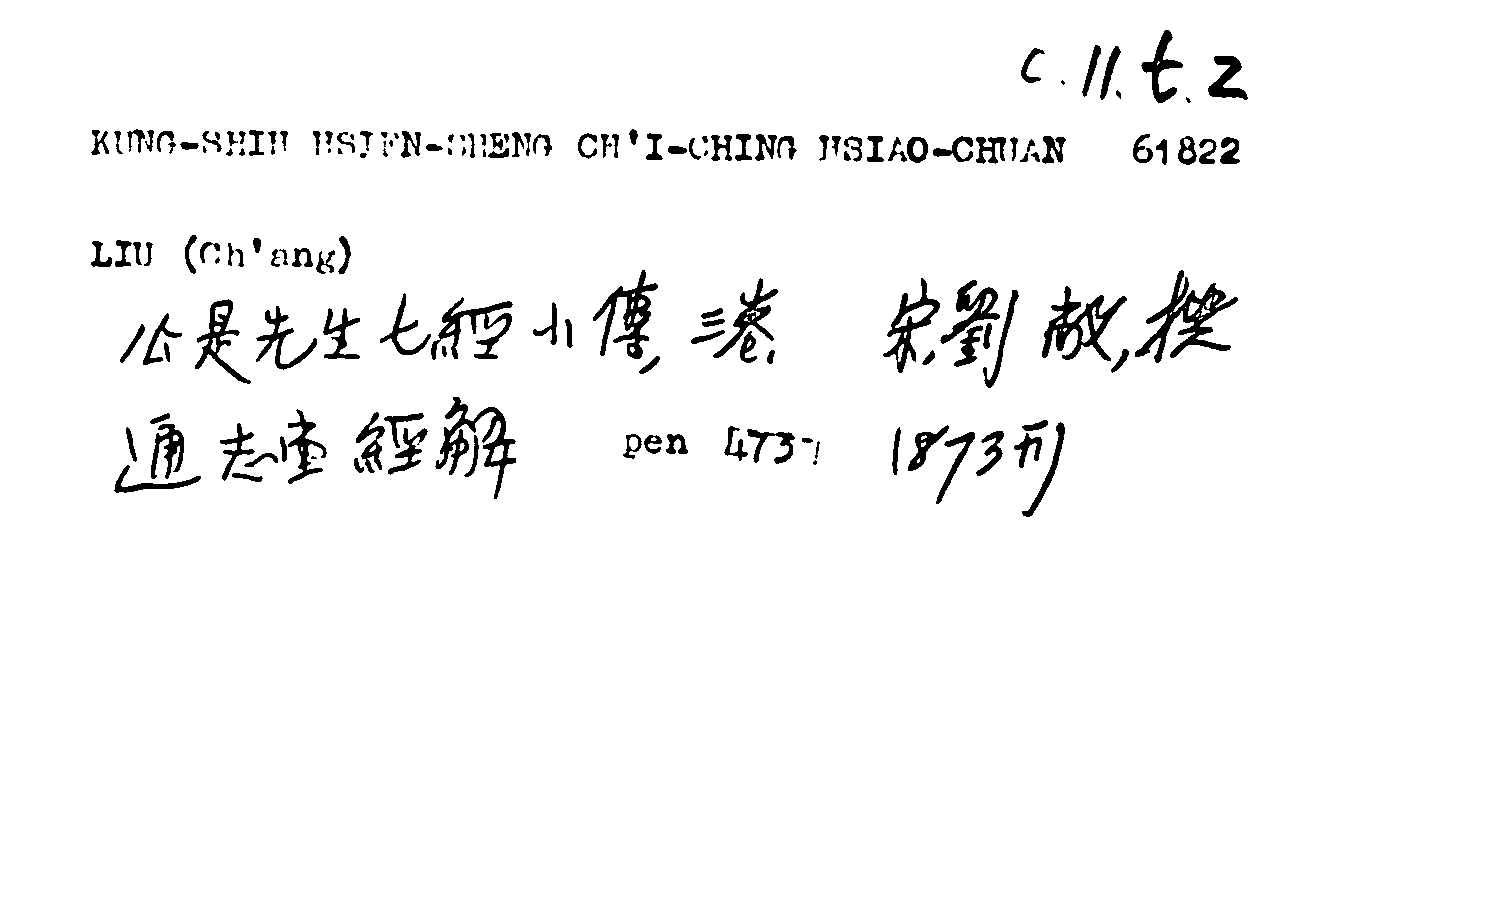 C.11.t.2
KUNG-SHIH HSIEN-SHENG CH'I-CHING HSIAO-CHUAN 61822
LIU (Ch'ang)
公是先生七經小傳, 三卷. 宋, 劉敞, 撰
通志堂經解 pen 473- 1873刊